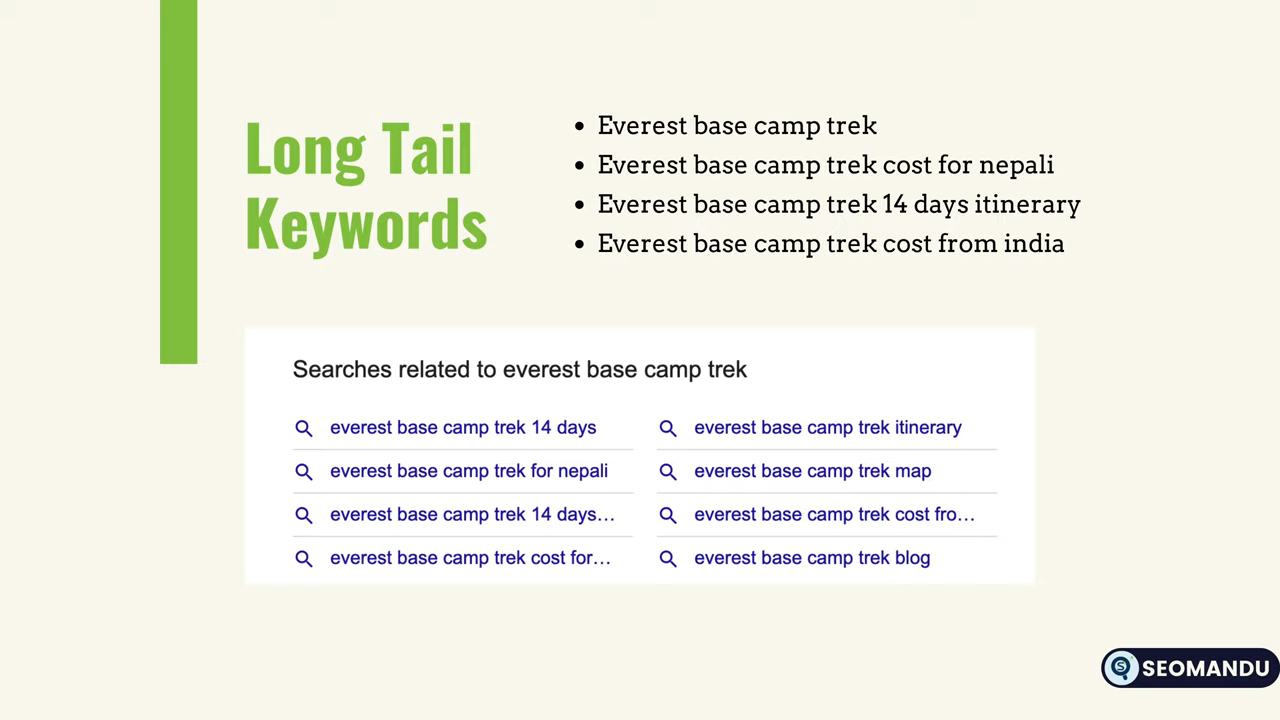 Long Tail
Keywords
• Everest base camp trek
• Everest base camp trek cost for nepali
• Everest base camp trek 14 days itinerary
• Everest base camp trek cost from india
Searches related to everest base camp trek
everest base camp trek 14 days
everest base camp trek for nepali
everest base camp trek 14 days...
everest base camp trek cost for...
everest base camp trek itinerary
everest base camp trek map
everest base camp trek cost fro...
everest base camp trek blog
SEOMANDU